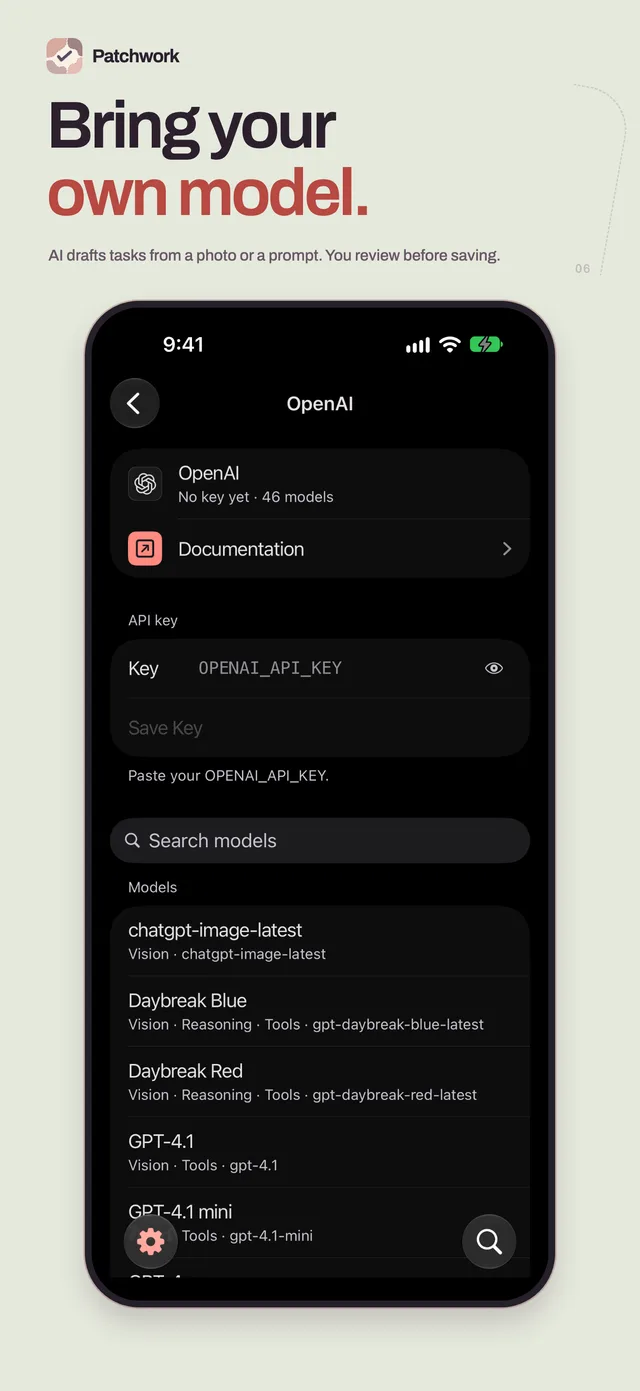 Patchwork
Bring your
own model.
AI drafts tasks from a photo or a prompt. You review before saving.
06
9:41
OpenAI
OpenAI
No key yet · 46 models
Documentation
API key
Key OPENAI_API_KEY
Save Key
Paste your OPENAI_API_KEY.
Search models
Models
chatgpt-image-latest
Vision · chatgpt-image-latest
Daybreak Blue
Vision · Reasoning · Tools · gpt-daybreak-blue-latest
Daybreak Red
Vision · Reasoning · Tools · gpt-daybreak-red-latest
GPT-4.1
Vision · Tools · gpt-4.1
GPT-4.1 mini
Tools · gpt-4.1-mini